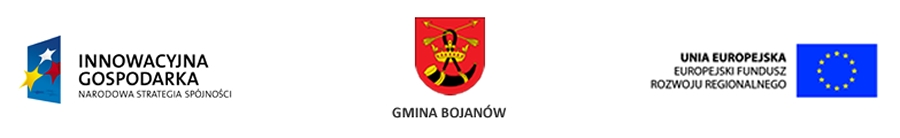 INNOWACYJNA
GOSPODARKA
NARODOWA STRATEGIA SPÓJNOŚCI
GMINA BOJANÓW
UNIA EUROPEJSKA
EUROPEJSKI FUNDUSZ
ROZWOJU REGIONALNEGO